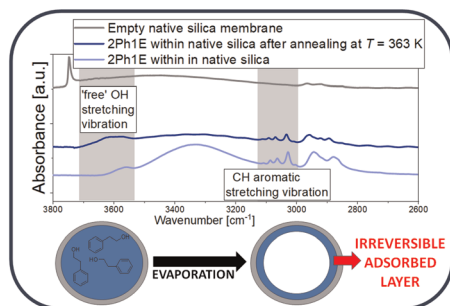 Empty native silica membrane
2Ph1E within native silica after annealing at T = 363 K
2Ph1E within in native silica
'free' OH
stretching
vibration
CH aromatic
stretching vibration
Absorbance [a.u.]
3800 3600 3400 3200 3000 2800 2600
Wavenumber [cm⁻¹]
OH
OH
HO
OH
EVAPORATION
IRREVERSIBLE
ADSORBED
LAYER